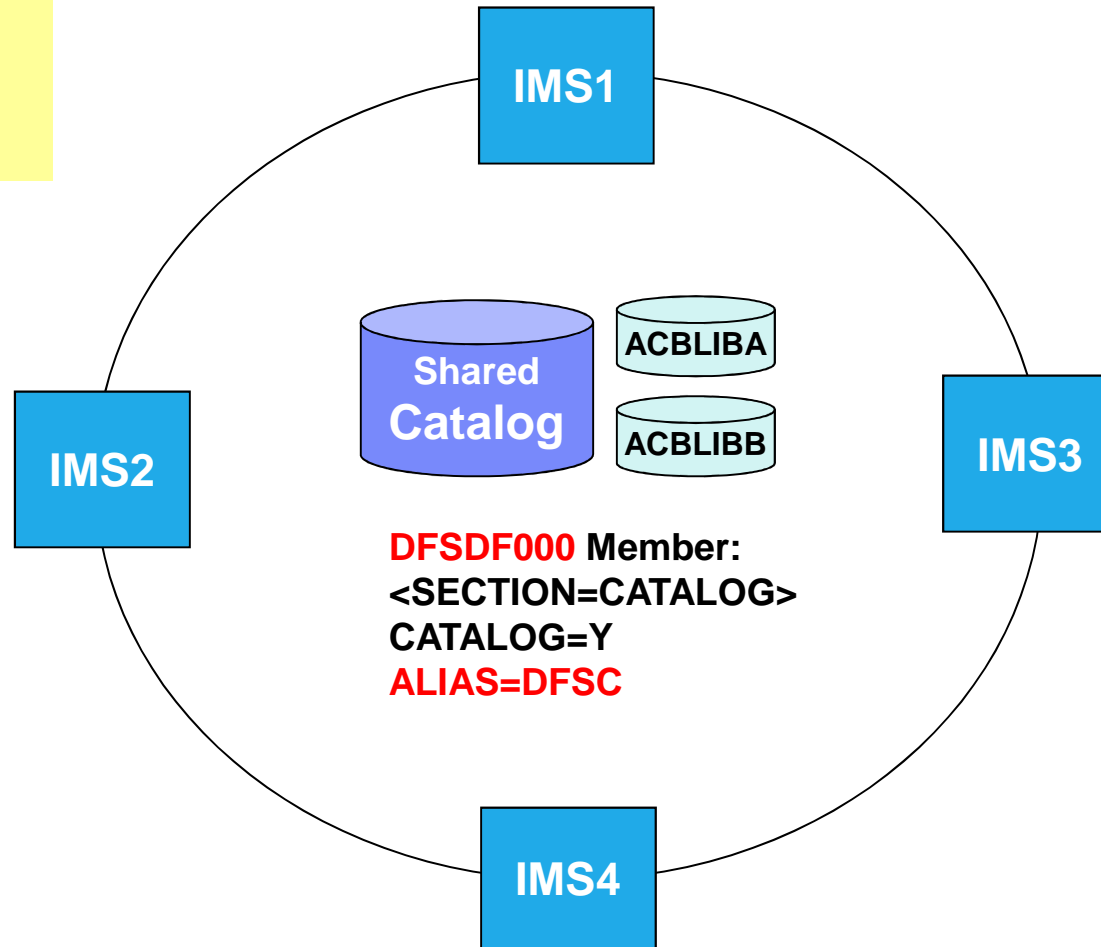 IMS1
Shared
Catalog
ACBLIBA
ACBLIBB
IMS2
IMS3
DFSDF000 Member:
<SECTION=CATALOG>
CATALOG=Y
ALIAS=DFSC
IMS4